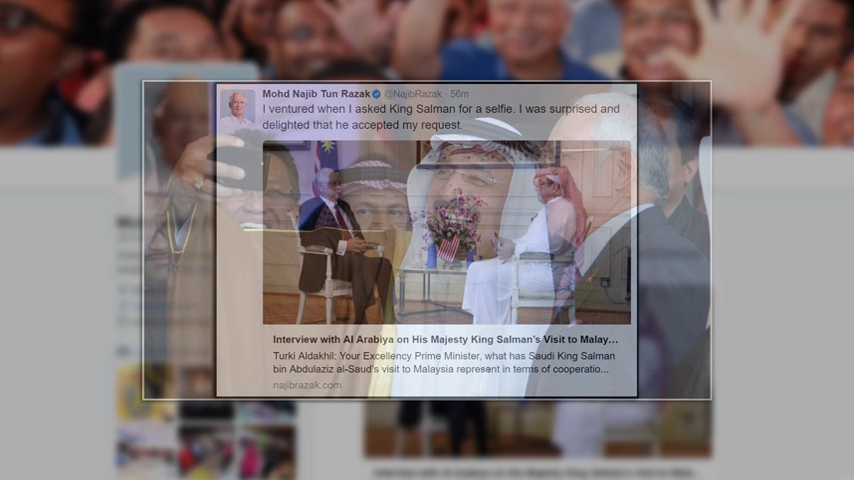 Mohd Najib Tun Razak @NajibRazak · 56m
I ventured when I asked King Salman for a selfie. I was surprised and
delighted that he accepted my request.
Interview with Al Arabiya on His Majesty King Salman's Visit to Malay...
Turki Aldakhil: Your Excellency Prime Minister, what has Saudi King Salman
bin Abdulaziz al-Saud's visit to Malaysia represent in terms of cooperatio...
najibrazak.com